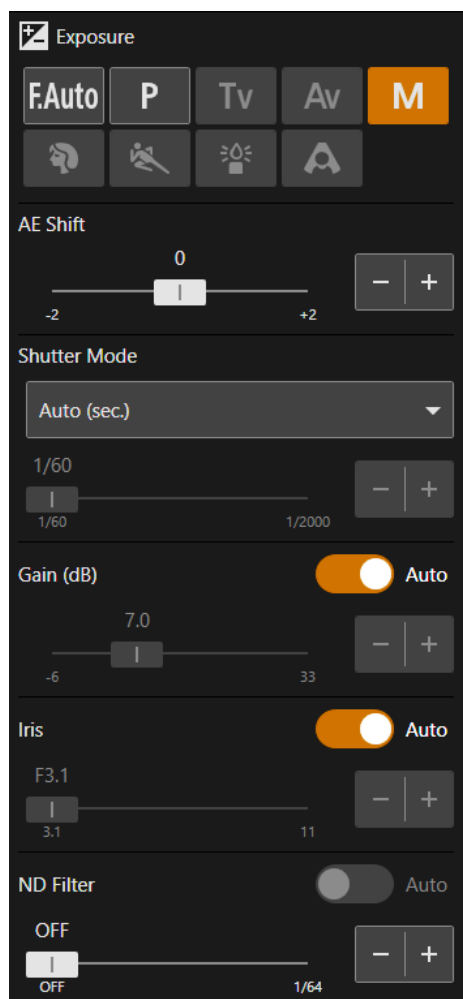 Exposure
F.Auto P Tv Av M
AE Shift
0
- +
-2 +2
Shutter Mode
Auto (sec.)
1/60
- +
1/60 1/2000
Gain (dB) Auto
7.0
- +
-6 33
Iris Auto
F3.1
- +
3.1 11
ND Filter Auto
OFF
- +
OFF 1/64